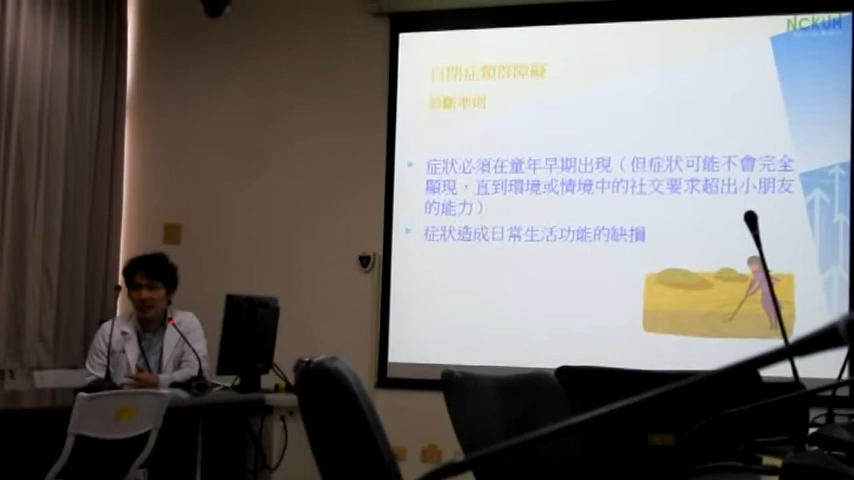 NCKUH
自閉症類群障礙
診斷準則
症狀必須在童年早期出現（但症狀可能不會完全
顯現，直到環境或情境中的社交要求超出小朋友
的能力）
症狀造成日常生活功能的缺損